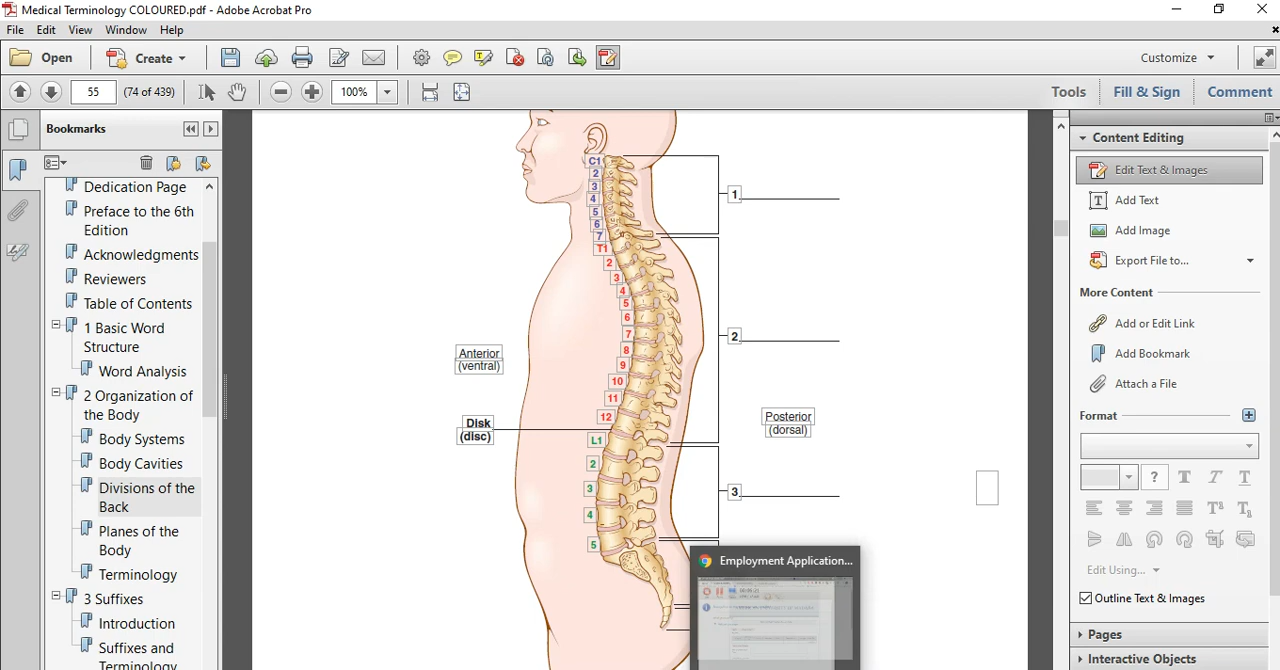 Medical Terminology COLOURED.pdf - Adobe Acrobat Pro
File Edit View Window Help
Open Create Customize
55 (74 of 439) 100% Tools Fill & Sign Comment
Bookmarks
Dedication Page
Preface to the 6th
Edition
Acknowledgments
Reviewers
Table of Contents
1 Basic Word
Structure
Word Analysis
2 Organization of
the Body
Body Systems
Body Cavities
Divisions of the
Back
Planes of the
Body
Terminology
3 Suffixes
Introduction
Suffixes and
Terminology
C1
2
3
4
5
6
7
T1
2
3
4
5
6
7
8
9
10
11
12
L1
2
3
4
5
Anterior
(ventral)
Disk
(disc)
1
2
Posterior
(dorsal)
3
Employment Application...
Content Editing
Edit Text & Images
Add Text
Add Image
Export File to...
More Content
Add or Edit Link
Add Bookmark
Attach a File
Format
? T T T
T T
Edit Using...
Outline Text & Images
Pages
Interactive Objects